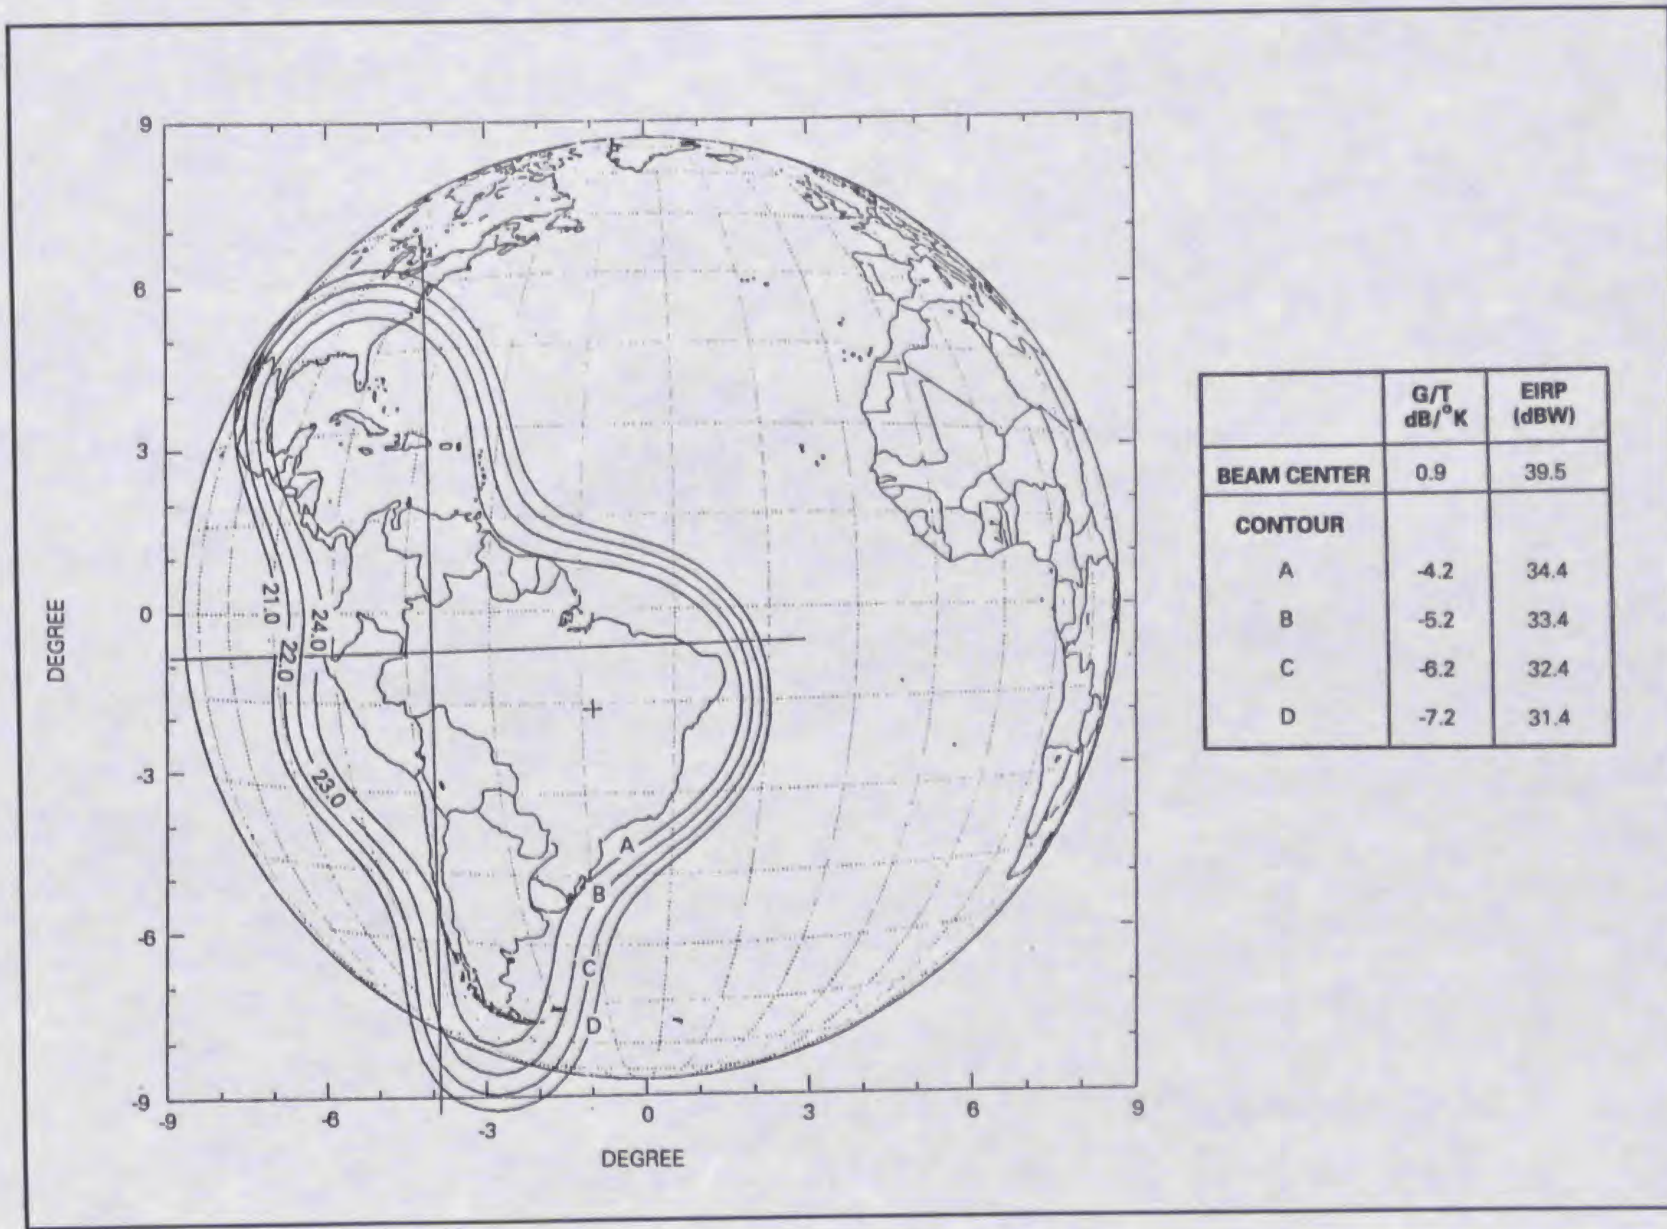 9
6
3
0
-3
-6
-9
DEGREE
-9
-6
-3
0
3
6
9
DEGREE
21.0
22.0
24.0
23.0
A
B
C
D
G/T dB/°K EIRP (dBW)
BEAM CENTER 0.9 39.5
CONTOUR
A -4.2 34.4
B -5.2 33.4
C -6.2 32.4
D -7.2 31.4